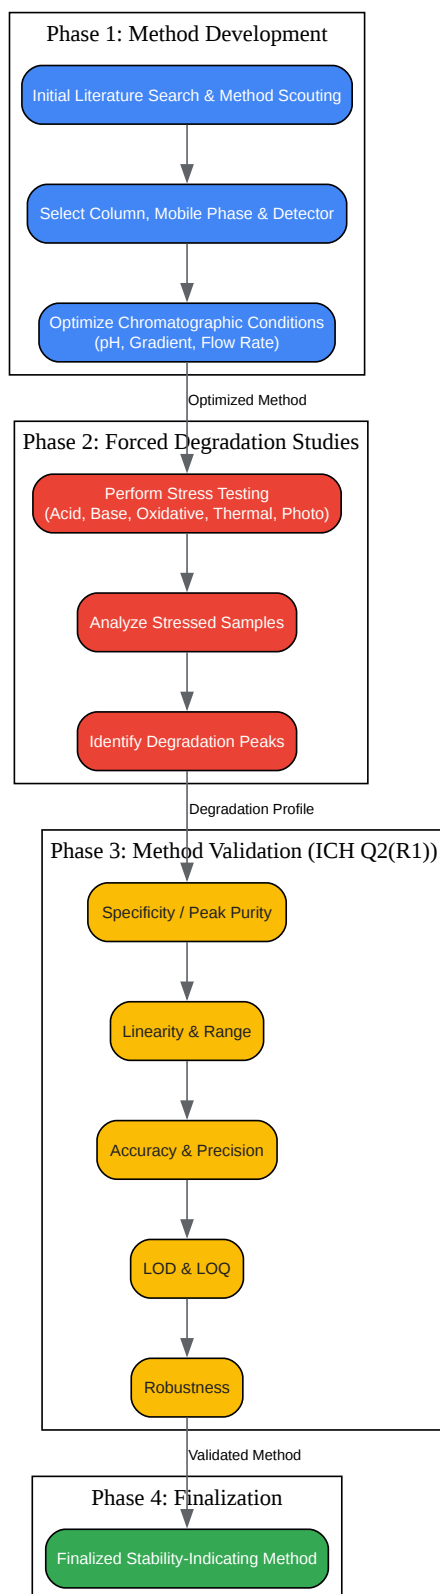 Phase 1: Method Development
Initial Literature Search & Method Scouting
Select Column, Mobile Phase & Detector
Optimize Chromatographic Conditions
(pH, Gradient, Flow Rate)
Optimized Method
Phase 2: Forced Degradation Studies
Perform Stress Testing
(Acid, Base, Oxidative, Thermal, Photo)
Analyze Stressed Samples
Identify Degradation Peaks
Degradation Profile
Phase 3: Method Validation (ICH Q2(R1))
Specificity / Peak Purity
Linearity & Range
Accuracy & Precision
LOD & LOQ
Robustness
Validated Method
Phase 4: Finalization
Finalized Stability-Indicating Method